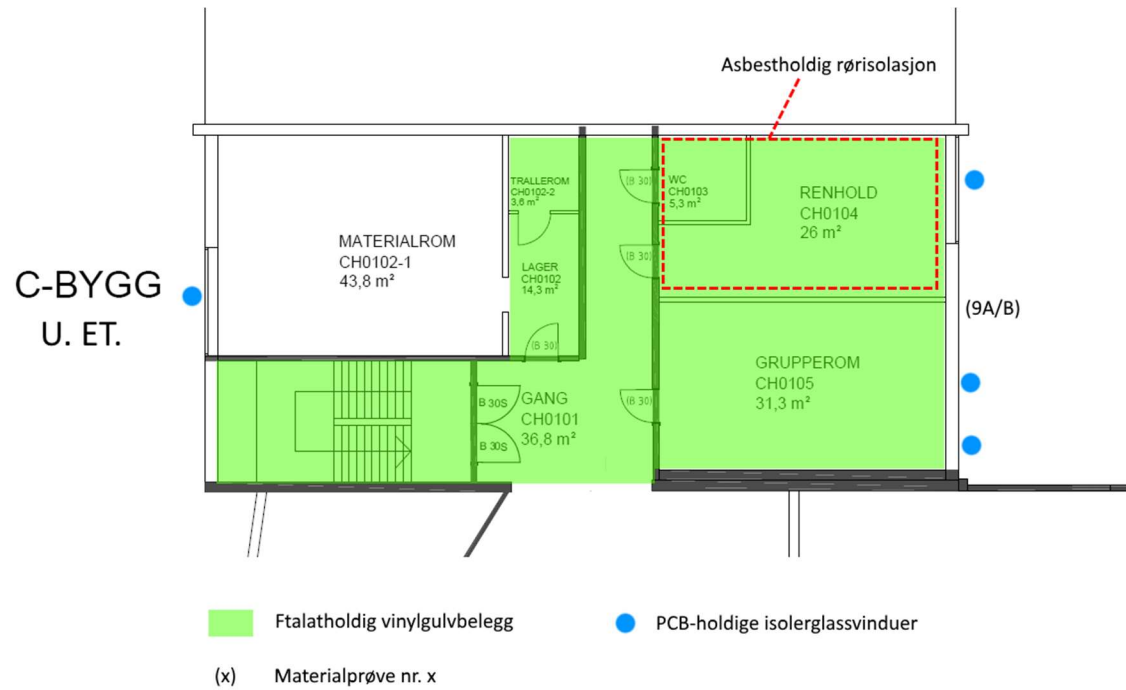 Asbestholdig rørisolasjon
TRALLEROM
CH0102-2
3,6 m²
(B 30)
WC
CH0103
5,3 m²
RENHOLD
CH0104
26 m²
MATERIALROM
CH0102-1
43,8 m²
LAGER
CH0102
14,3 m²
(B 30)
C-BYGG
U. ET.
(9A/B)
(B 30)
GRUPPEROM
CH0105
31,3 m²
B 30S
GANG
CH0101
36,8 m²
(B 30)
B 30S
Ftalatholdig vinylgulvbelegg
PCB-holdige isolerglassvinduer
(x) Materialprøve nr. x